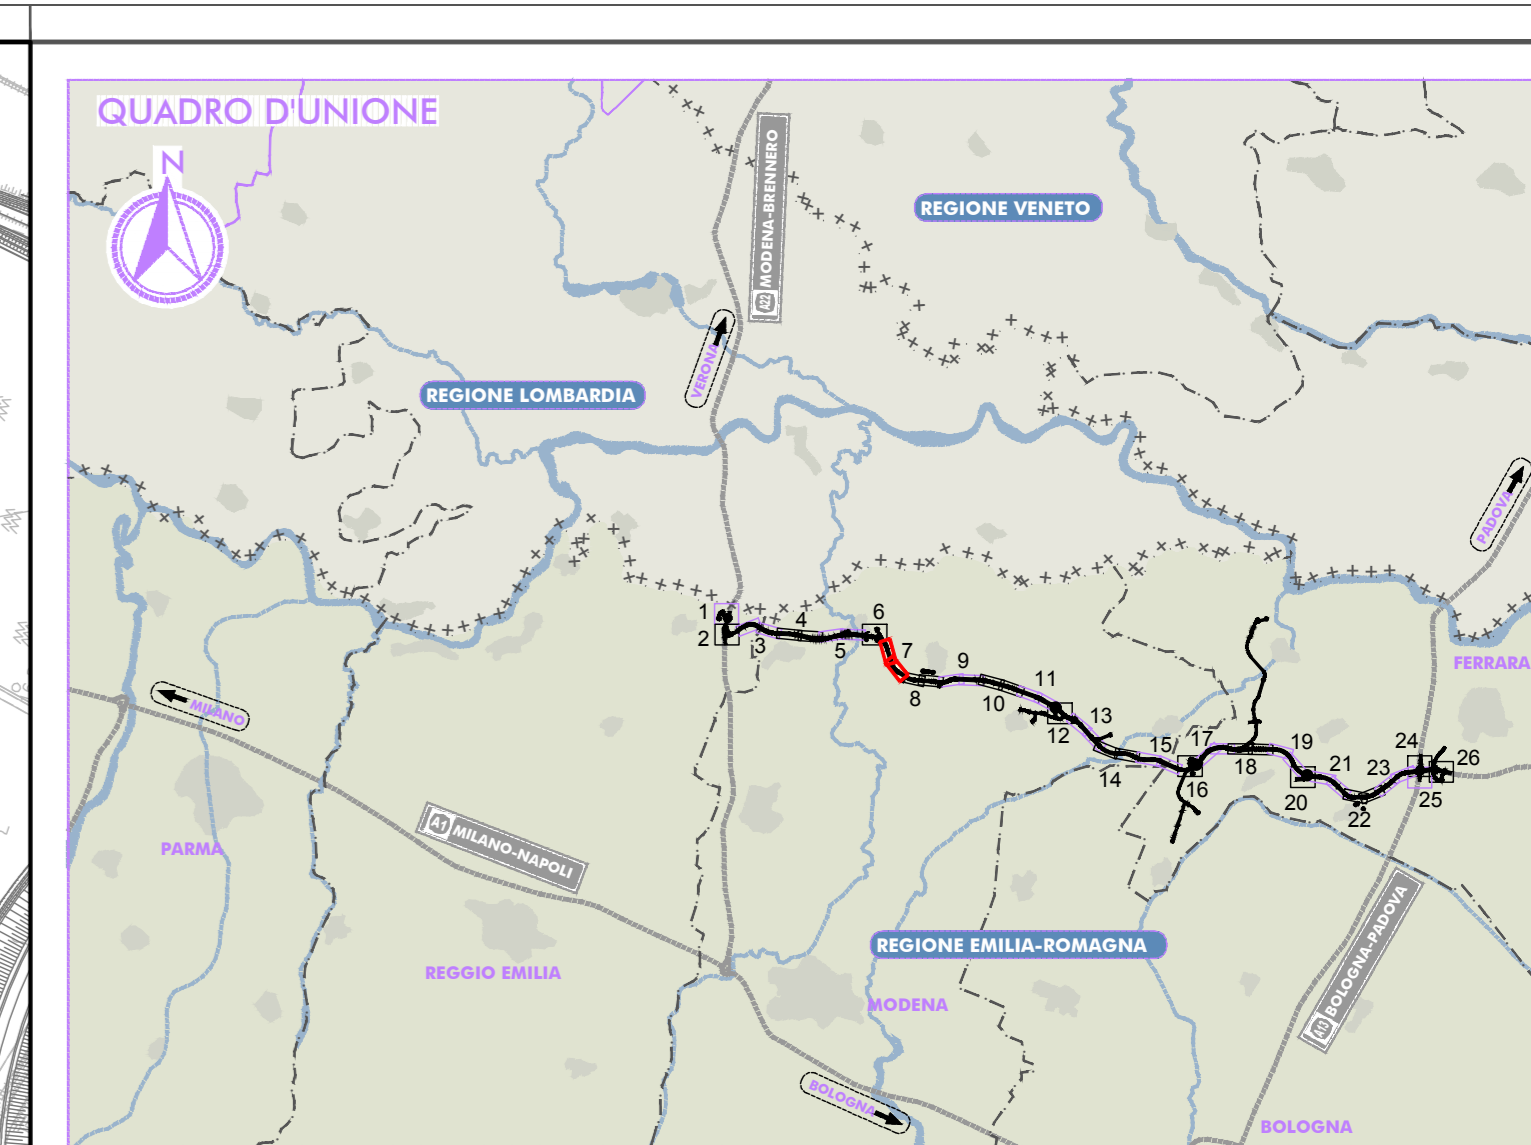 QUADRO D'UNIONE
N
A22 MODENA-BRENNERO
REGIONE VENETO
VERONA
REGIONE LOMBARDIA
PADOVA
1
2
3
4
5
6
7
8
9
10
11
12
13
14
15
16
17
18
19
20
21
22
23
24
25
26
FERRARA
MILANO
A1 MILANO-NAPOLI
PARMA
REGGIO EMILIA
REGIONE EMILIA-ROMAGNA
MODENA
A13 BOLOGNA-PADOVA
BOLOGNA
BOLOGNA